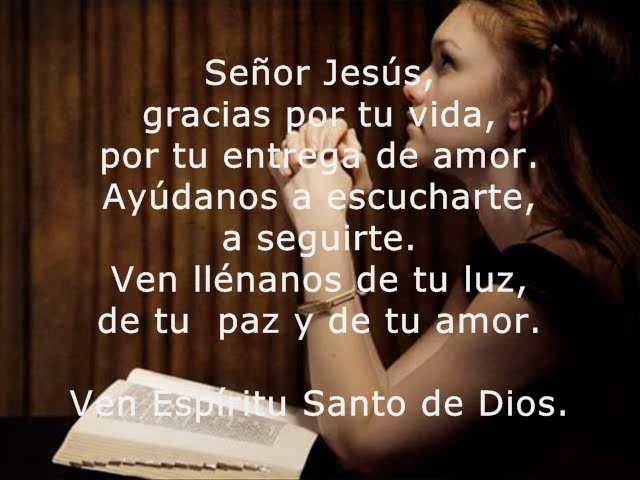 Señor Jesús,
gracias por tu vida,
por tu entrega de amor.
Ayúdanos a escucharte,
a seguirte.
Ven llénanos de tu luz,
de tu  paz y de tu amor.
Ven Espíritu Santo de Dios.